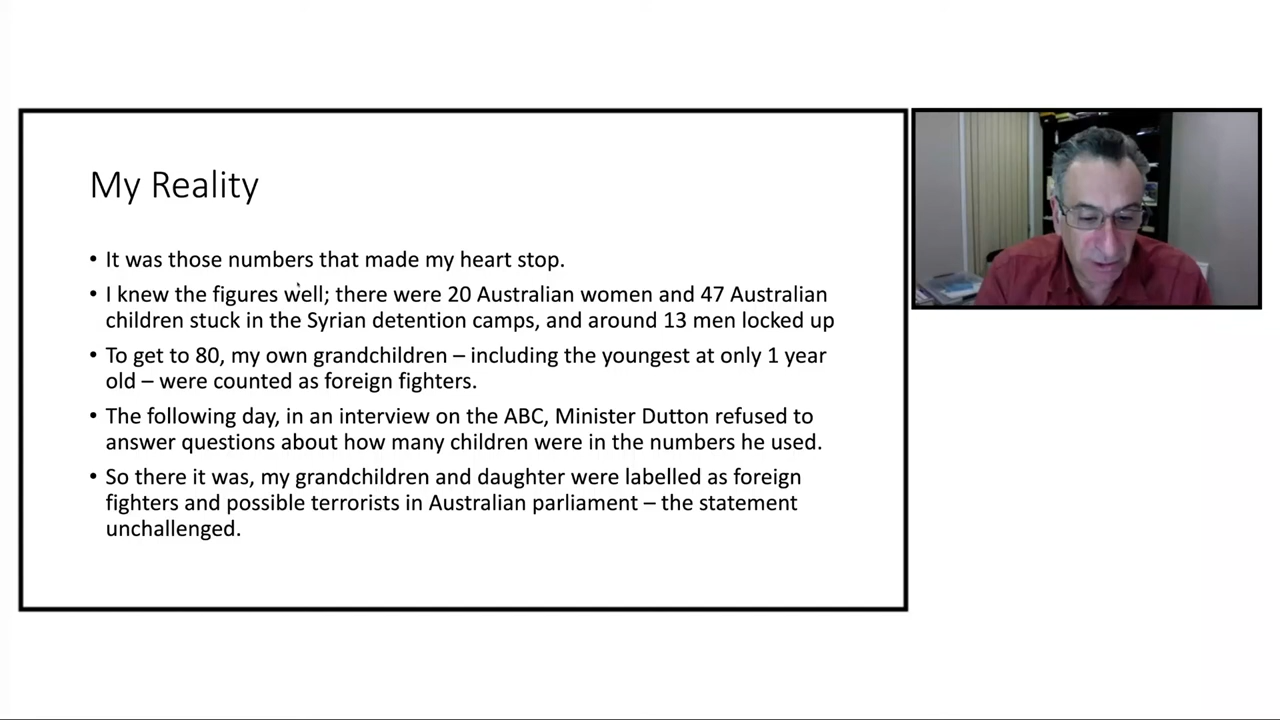 My Reality
• It was those numbers that made my heart stop.
• I knew the figures well; there were 20 Australian women and 47 Australian
children stuck in the Syrian detention camps, and around 13 men locked up
• To get to 80, my own grandchildren – including the youngest at only 1 year
old – were counted as foreign fighters.
• The following day, in an interview on the ABC, Minister Dutton refused to
answer questions about how many children were in the numbers he used.
• So there it was, my grandchildren and daughter were labelled as foreign
fighters and possible terrorists in Australian parliament – the statement
unchallenged.